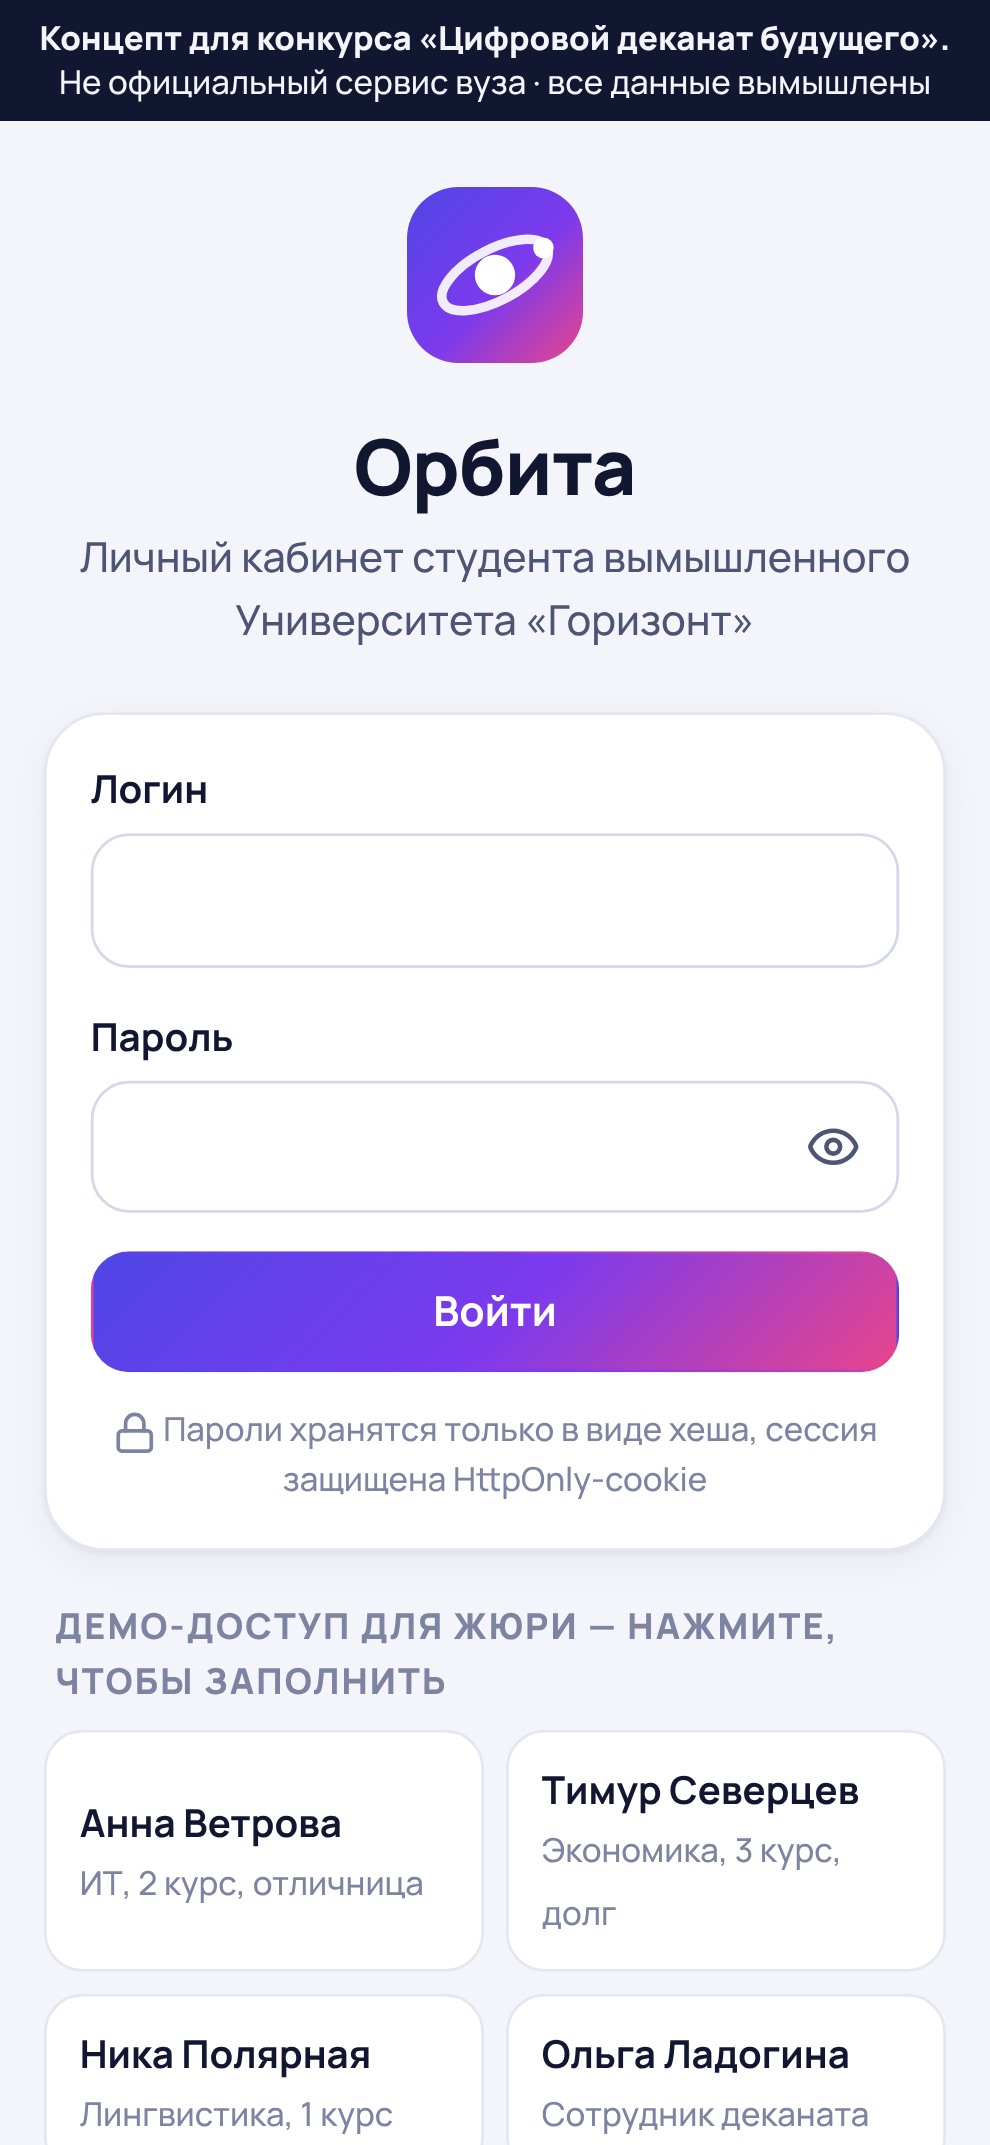 Концепт для конкурса «Цифровой деканат будущего».
Не официальный сервис вуза · все данные вымышлены
Орбита
Личный кабинет студента вымышленного
Университета «Горизонт»
Логин
Пароль
Войти
Пароли хранятся только в виде хеша, сессия
защищена HttpOnly-cookie
ДЕМО-ДОСТУП ДЛЯ ЖЮРИ — НАЖМИТЕ,
ЧТОБЫ ЗАПОЛНИТЬ
Анна Ветрова
ИТ, 2 курс, отличница
Тимур Северцев
Экономика, 3 курс,
долг
Ника Полярная
Лингвистика, 1 курс
Ольга Ладогина
Сотрудник деканата